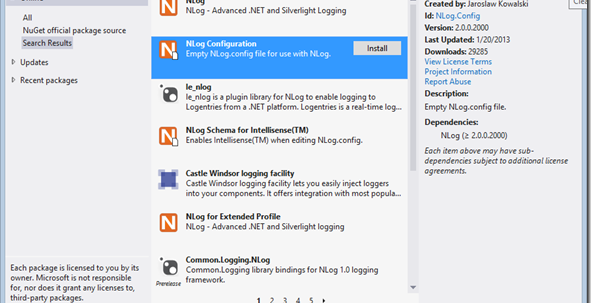 All
NuGet official package source
Search Results
Updates
Recent packages
Each package is licensed to you by its
owner. Microsoft is not responsible
for, nor does it grant any licenses to,
third-party packages.
NLog
NLog - Advanced .NET and Silverlight Logging
NLog Configuration
Empty NLog.config file for use with NLog.
Install
le_nlog
le_nlog is a plugin library for NLog to enable logging to
Logentries from a .NET platform. Logentries is a real-time log...
NLog Schema for Intellisense(TM)
Enables Intellisense(TM) when editing NLog.config.
Castle Windsor logging facility
Castle Windsor logging facility lets you easily inject loggers
into your components. It offers integration with most popula...
NLog for Extended Profile
NLog - Advanced .NET and Silverlight logging
Common.Logging.NLog
Common.Logging library bindings for NLog 1.0 logging
framework.
Prerelease
1 2 3 4 5
Created by: Jaroslaw Kowalski
Id: NLog.Config
Version: 2.0.0.2000
Last Updated: 1/20/2013
Downloads: 29285
View License Terms
Project Information
Report Abuse
Description:
Empty NLog.config file.
Dependencies:
NLog (≥ 2.0.0.2000)
Each item above may have sub-
dependencies subject to additional license
agreements.